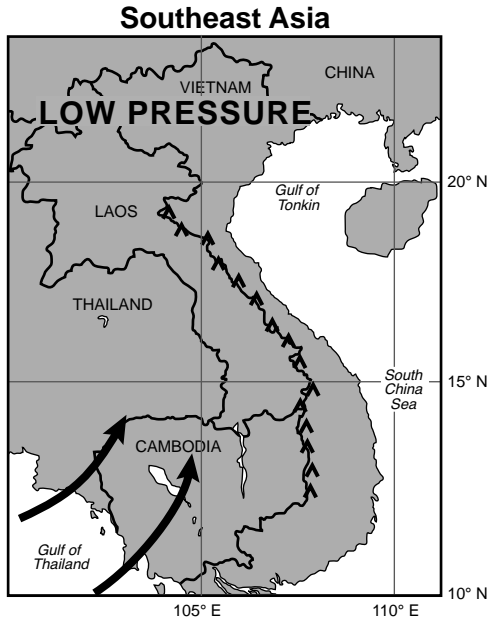 Southeast Asia
CHINA
VIETNAM
LOW PRESSURE
20° N
Gulf of
Tonkin
LAOS
THAILAND
15° N
South
China
Sea
CAMBODIA
Gulf of
Thailand
10° N
105° E
110° E